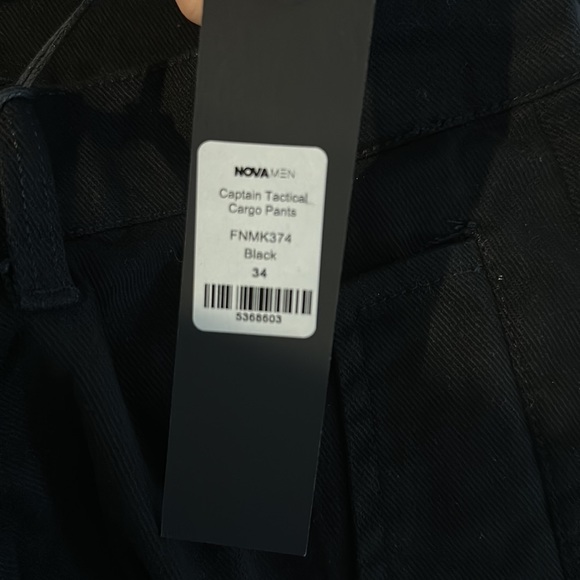 NOVAMEN
Captain Tactical
Cargo Pants
FNMK374
Black
34
5368603